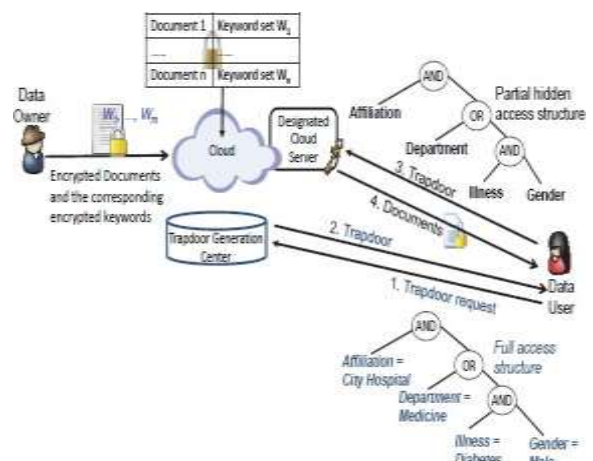 Document 1 Keyword set W₁
.....
Document n Keyword set Wₙ
Data
Owner
Encrypted Documents
and the corresponding
encrypted keywords
Cloud
Designated
Cloud
Server
AND
Affiliation
OR
Partial hidden
access structure
Department
AND
Illness
Gender
3. Trapdoor
4. Documents
2. Trapdoor
1. Trapdoor request
Trapdoor Generation
Center
Data
User
AND
Affiliation =
City Hospital
OR
Full access
structure
Department =
Medicine
AND
Illness =
Diabetes
Gender =
Male